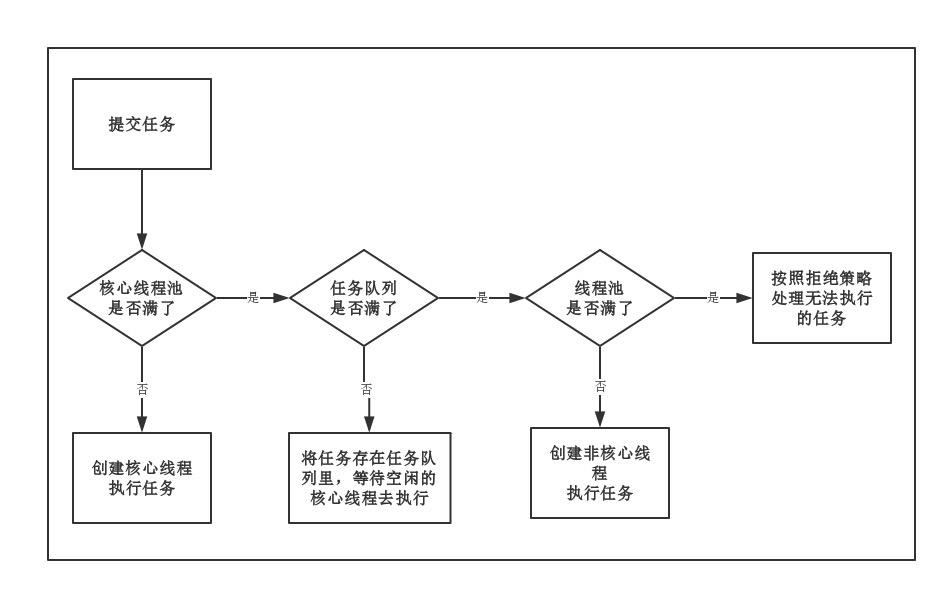 提交任务
核心线程池
是否满了
是
任务队列
是否满了
是
线程池
是否满了
是
按照拒绝策略
处理无法执行
的任务
否
否
否
创建核心线程
执行任务
将任务存在任务队
列里，等待空闲的
核心线程去执行
创建非核心线
程
执行任务